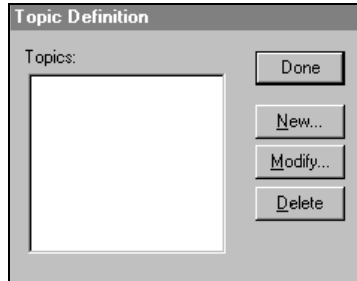 Topic Definition
Topics:
Done
New...
Modify...
Delete